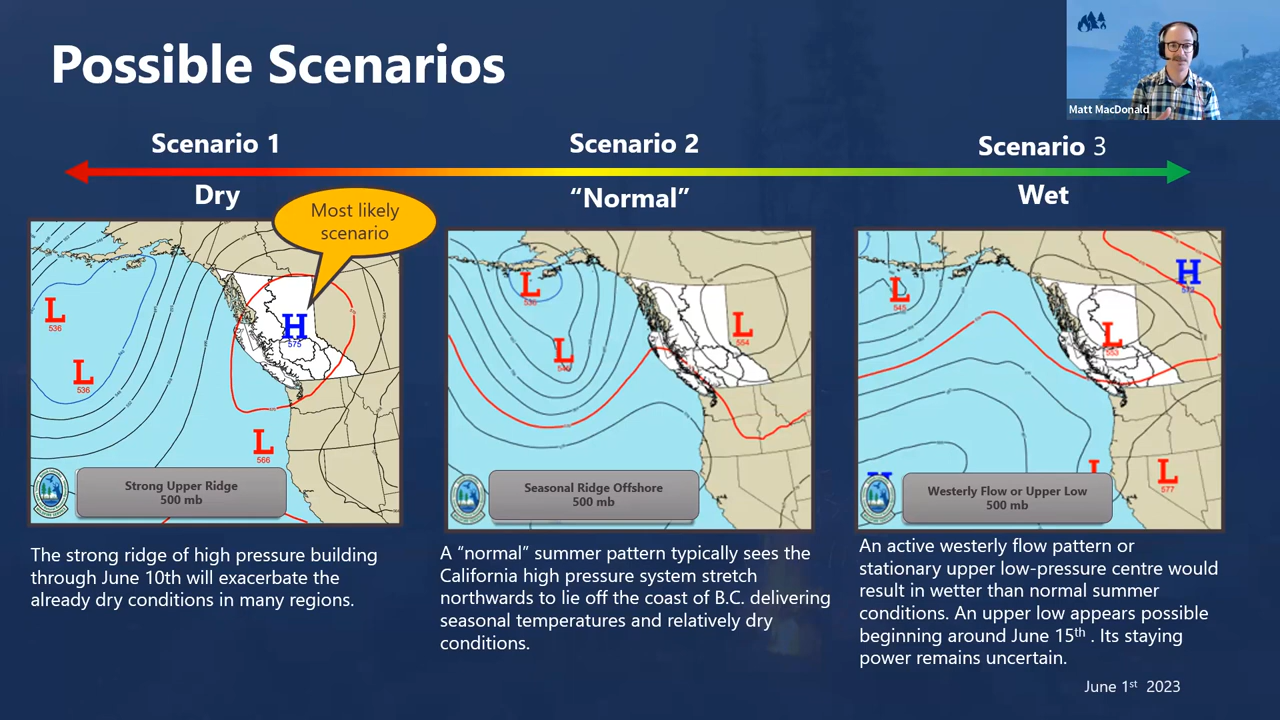 Possible Scenarios
Matt MacDonald
Scenario 1
Scenario 2
Scenario 3
Dry
"Normal"
Wet
Most likely
scenario
L
536
L
536
H
575
L
566
Strong Upper Ridge
500 mb
L
536
L
L
554
Seasonal Ridge Offshore
500 mb
L
545
L
553
H
L
577
Westerly Flow or Upper Low
500 mb
The strong ridge of high pressure building
through June 10th will exacerbate the
already dry conditions in many regions.
A “normal” summer pattern typically sees the
California high pressure system stretch
northwards to lie off the coast of B.C. delivering
seasonal temperatures and relatively dry
conditions.
An active westerly flow pattern or
stationary upper low-pressure centre would
result in wetter than normal summer
conditions. An upper low appears possible
beginning around June 15th . Its staying
power remains uncertain.
June 1st 2023